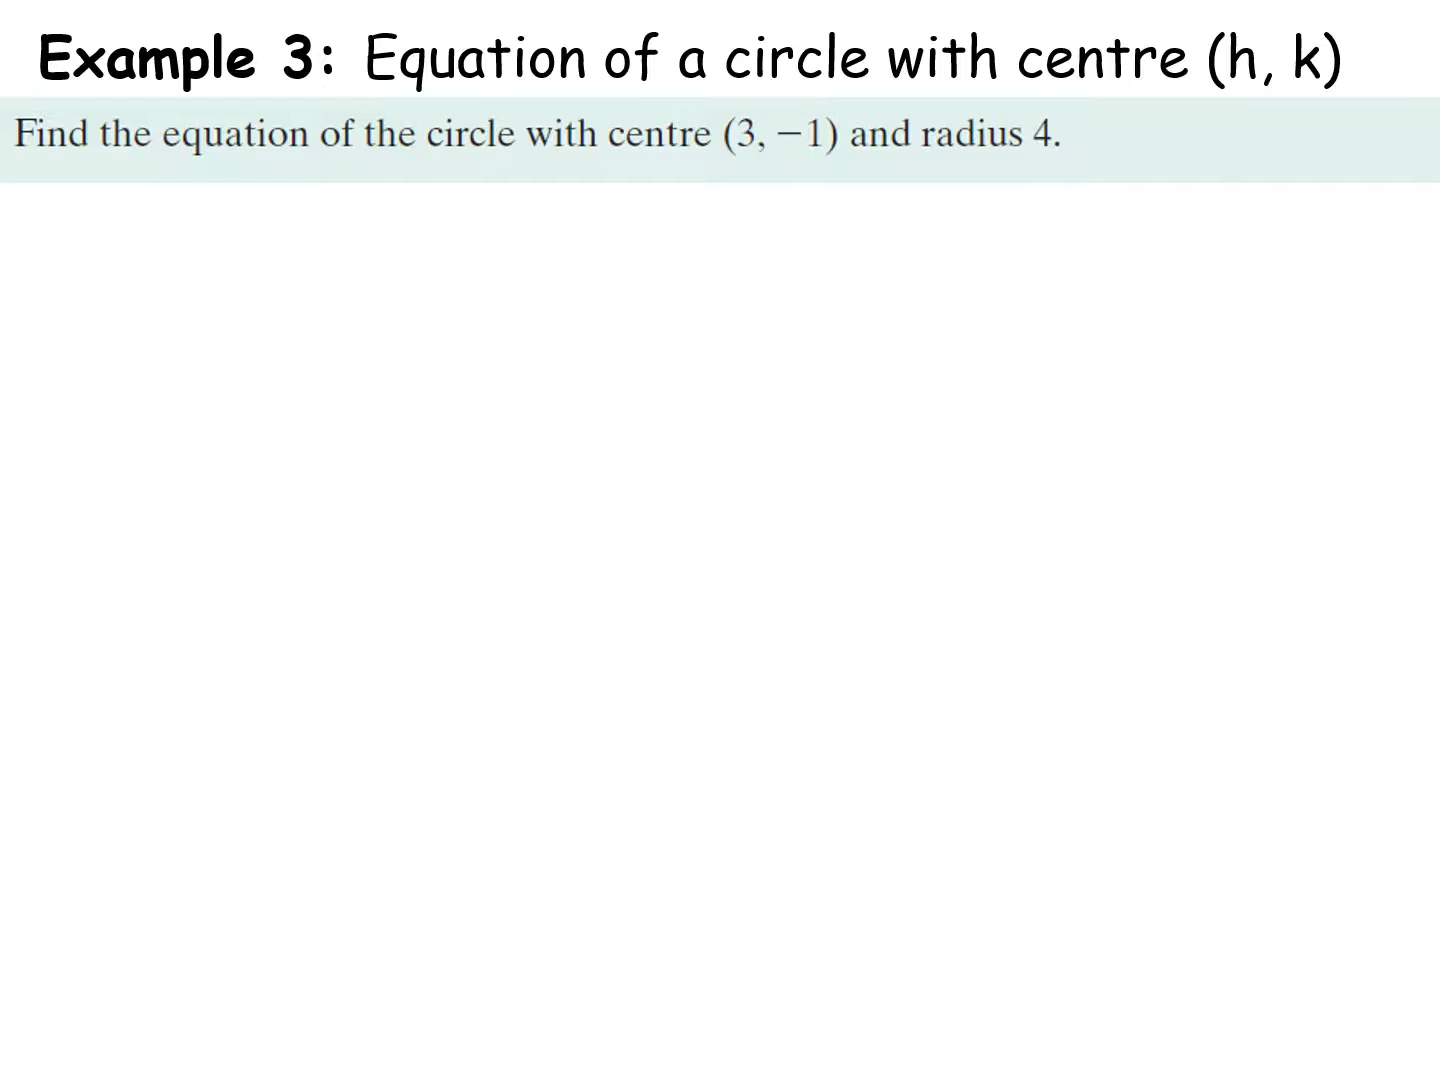 Example 3: Equation of a circle with centre (h, k)
Find the equation of the circle with centre (3, −1) and radius 4.